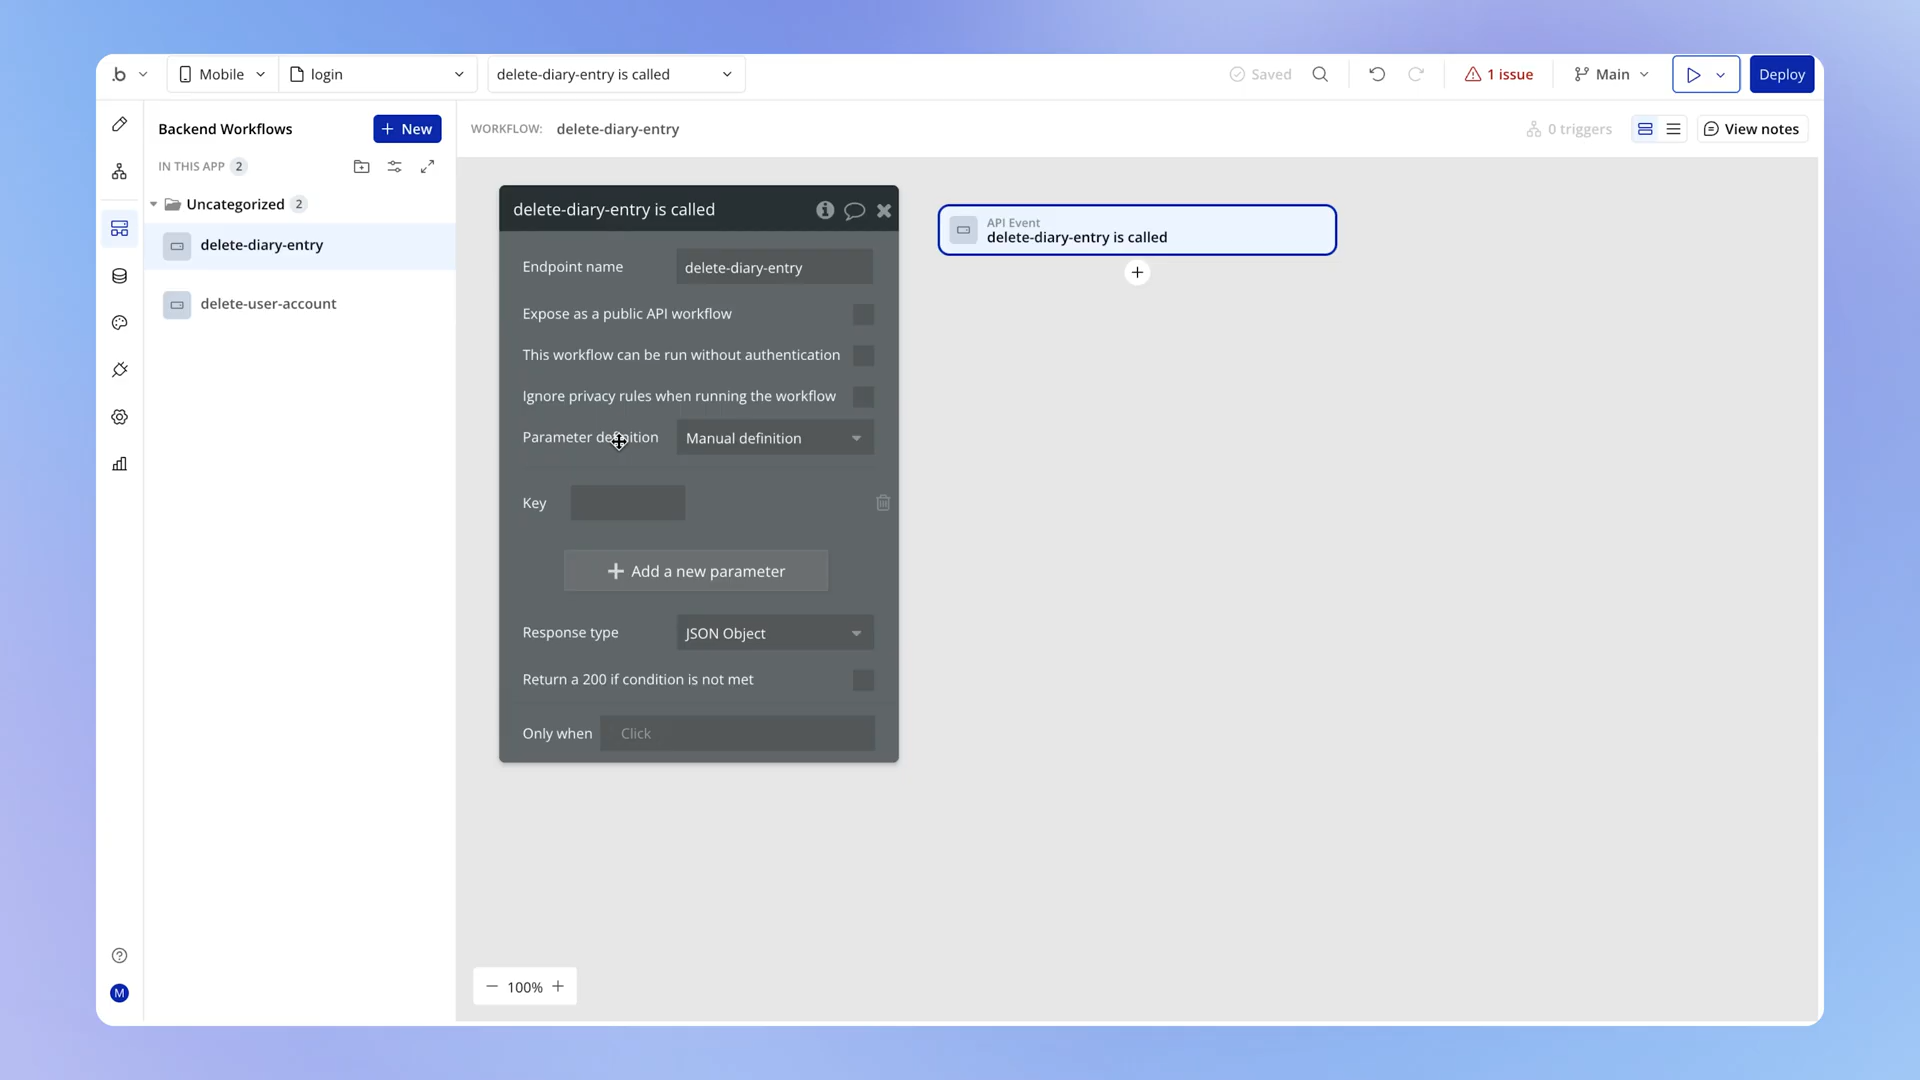 .b
Mobile
login
delete-diary-entry is called
Saved
1 issue
Main
Deploy
Backend Workflows
+ New
IN THIS APP 2
Uncategorized 2
delete-diary-entry
delete-user-account
WORKFLOW: delete-diary-entry
0 triggers
View notes
delete-diary-entry is called
Endpoint name
delete-diary-entry
Expose as a public API workflow
This workflow can be run without authentication
Ignore privacy rules when running the workflow
Parameter definition
Manual definition
Key
+ Add a new parameter
Response type
JSON Object
Return a 200 if condition is not met
Only when
Click
API Event
delete-diary-entry is called
100%
M